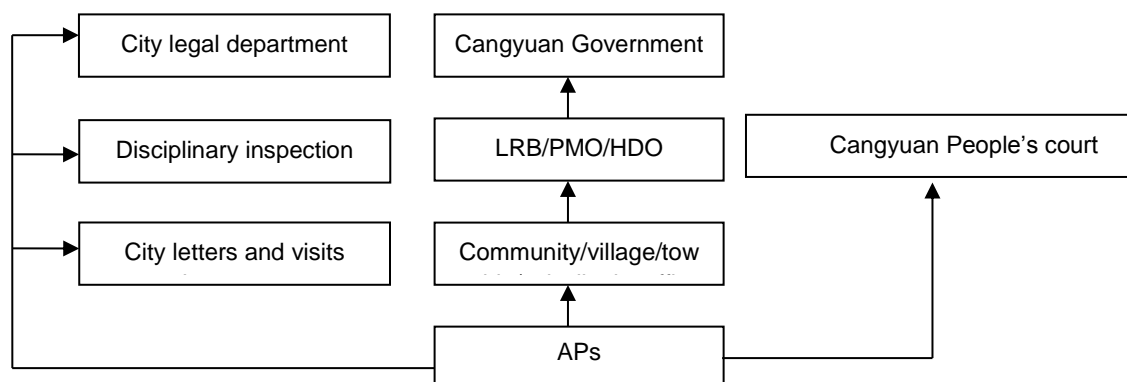 City legal department
Cangyuan Government
Disciplinary inspection
LRB/PMO/HDO
Cangyuan People’s court
City letters and visits
Community/village/tow
APs